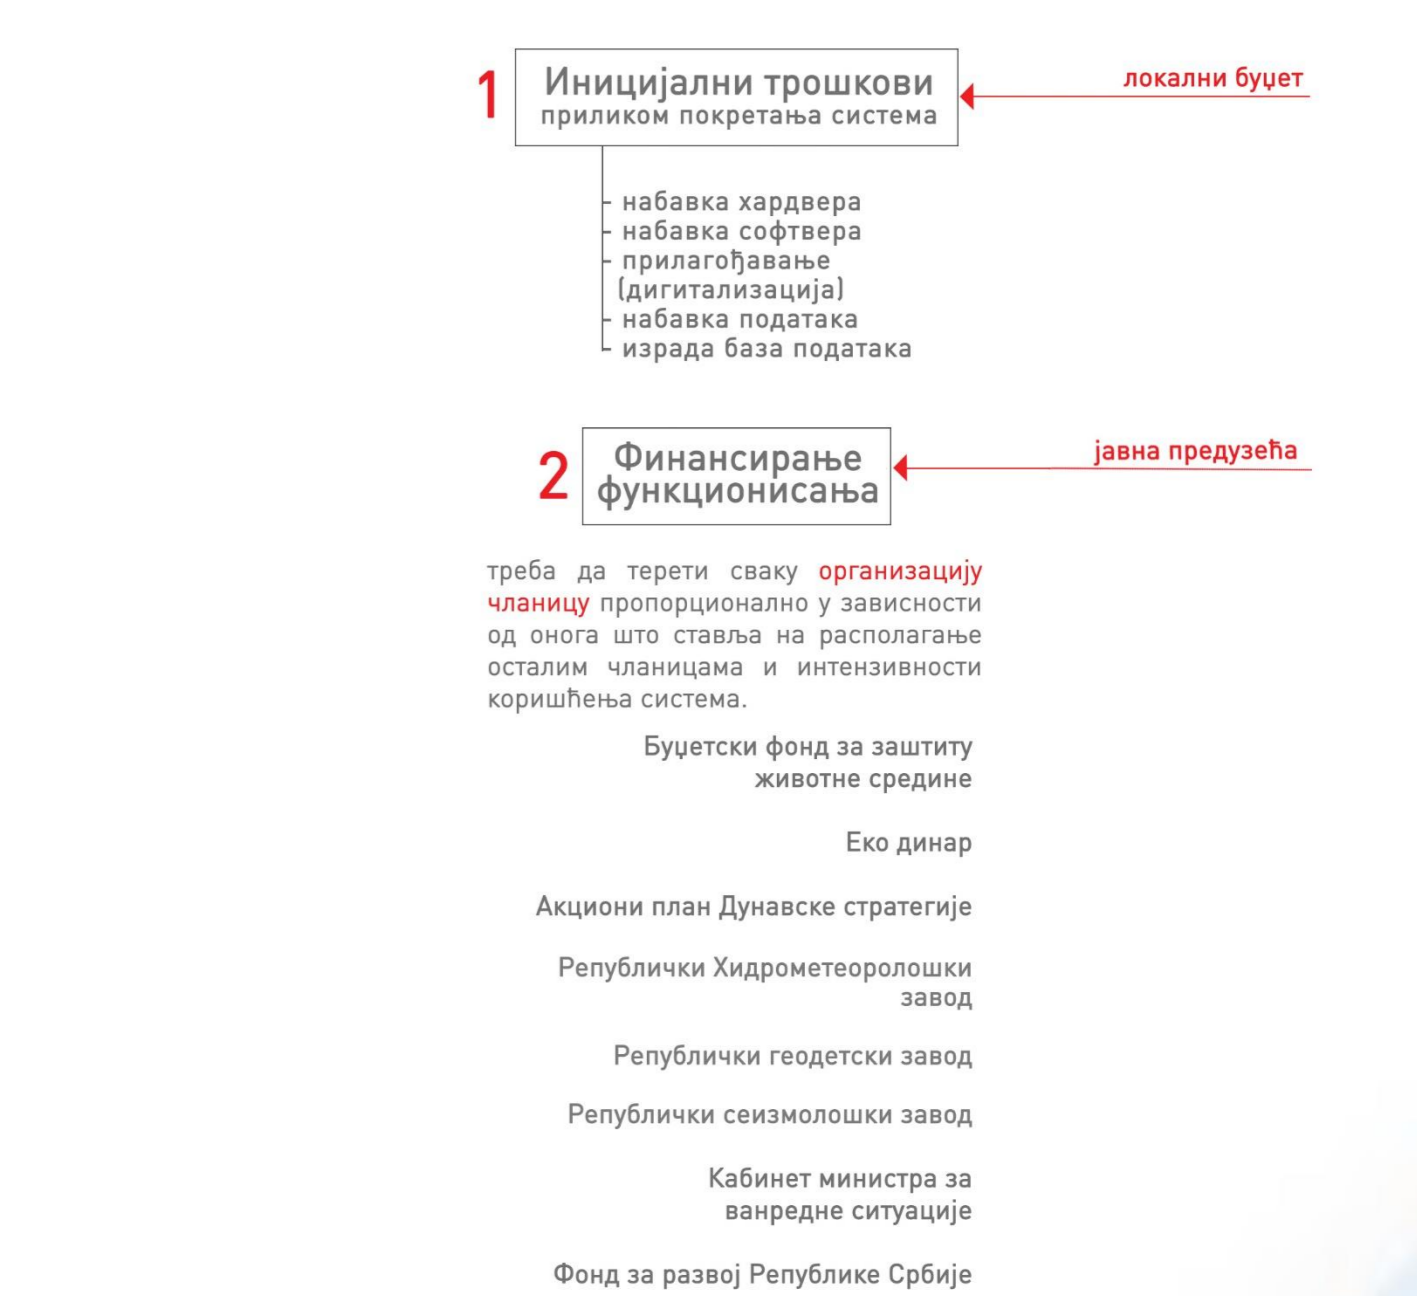 1
Иницијални трошкови
приликом покретања система
локални буџет
- набавка хардвера
- набавка софтвера
- прилагођавање
(дигитализација)
- набавка података
- израда база података
2
Финансирање
функционисања
јавна предузећа
треба да терети сваку организацију
чланицу пропорционално у зависности
од онога што ставља на располагање
осталим чланицама и интензивности
коришћења система.
Буџетски фонд за заштиту
животне средине
Еко динар
Акциони план Дунавске стратегије
Републички Хидрометеоролошки
завод
Републички геодетски завод
Републички сеизмолошки завод
Кабинет министра за
ванредне ситуације
Фонд за развој Републике Србије